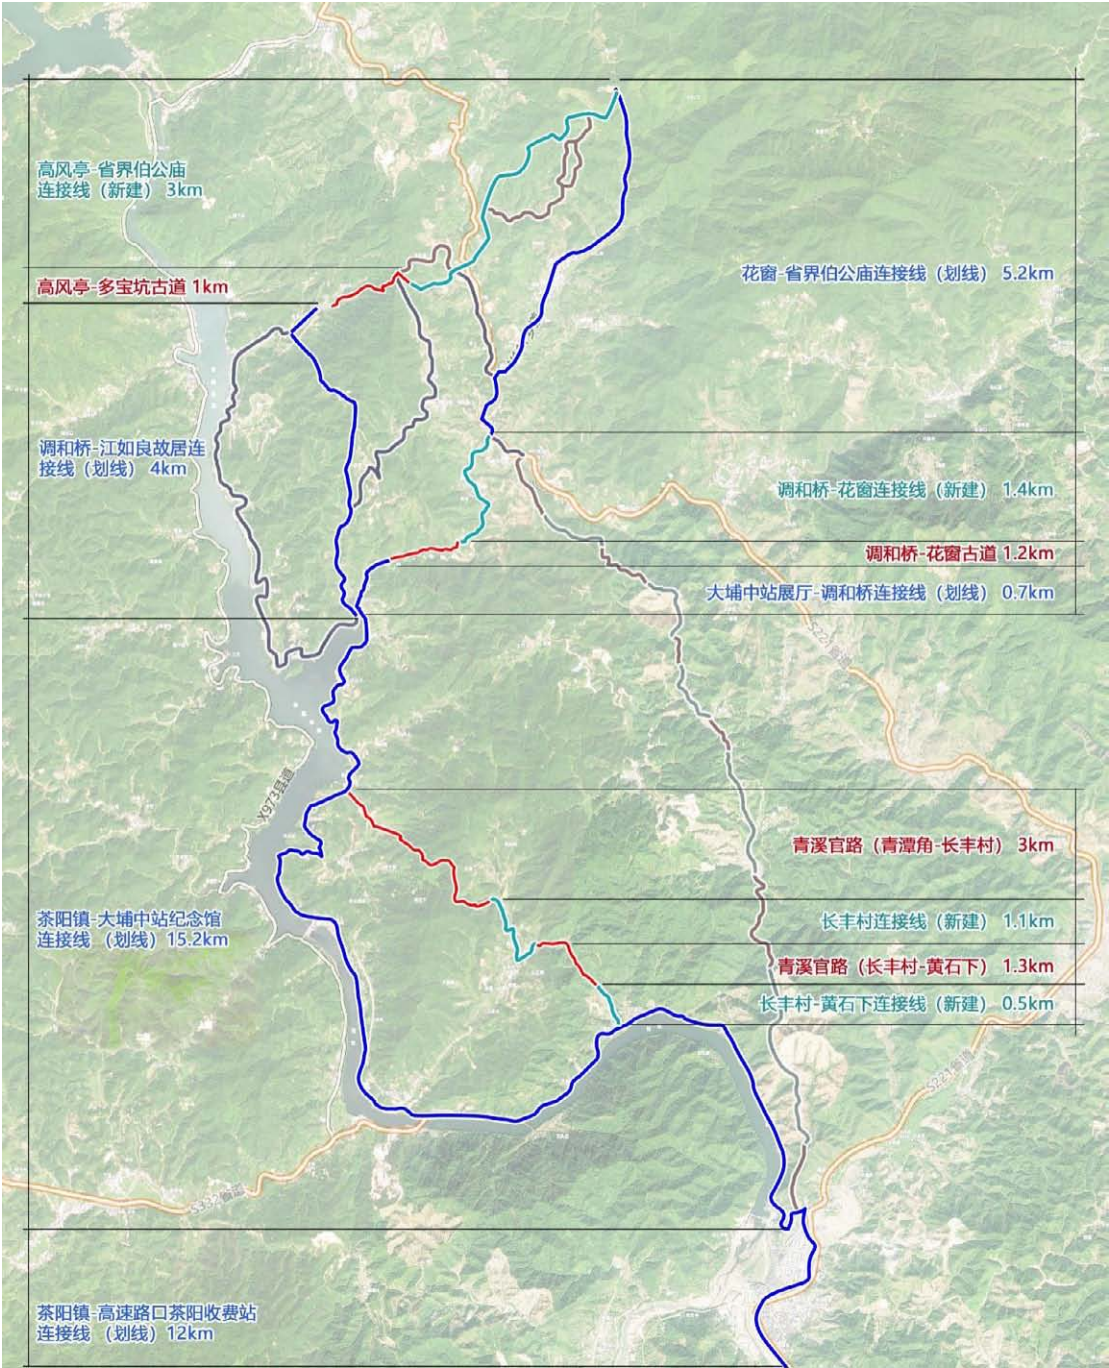 高风亭-省界伯公庙
连接线（新建） 3km
花窗-省界伯公庙连接线（划线） 5.2km
高风亭-多宝坑古道 1km
调和桥-江如良故居连
接线（划线） 4km
调和桥-花窗连接线（新建） 1.4km
调和桥-花窗古道 1.2km
大埔中站展厅-调和桥连接线（划线） 0.7km
S221省道
X973县道
青溪官路（青潭角-长丰村） 3km
长丰村连接线（新建） 1.1km
茶阳镇-大埔中站纪念馆
连接线 （划线）15.2km
青溪官路（长丰村-黄石下） 1.3km
长丰村-黄石下连接线（新建） 0.5km
S221省道
S332省道
茶阳镇-高速路口茶阳收费站
连接线 （划线）12km